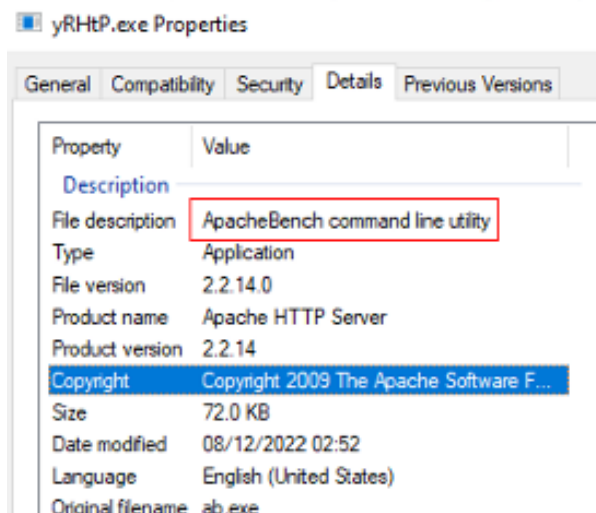 yRHtP.exe Properties
General Compatibility Security Details Previous Versions
Property Value
Description
File description ApacheBench command line utility
Type Application
File version 2.2.14.0
Product name Apache HTTP Server
Product version 2.2.14
Copyright Copyright 2009 The Apache Software F...
Size 72.0 KB
Date modified 08/12/2022 02:52
Language English (United States)
Original filename ab.exe